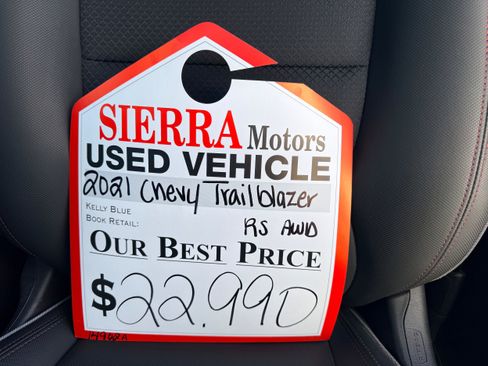 SIERRA Motors
USED VEHICLE
2021 Chevy Trailblazer
KELLY BLUE
BOOK RETAIL: RS AWD
OUR BEST PRICE
$22,990